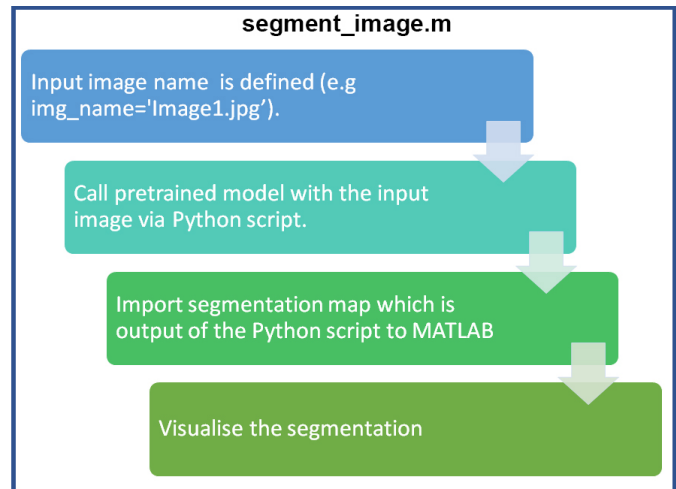 segment_image.m
Input image name  is defined (e.g
img_name='Image1.jpg’).
Call pretrained model with the input
image via Python script.
Import segmentation map which is
output of the Python script to MATLAB
Visualise the segmentation